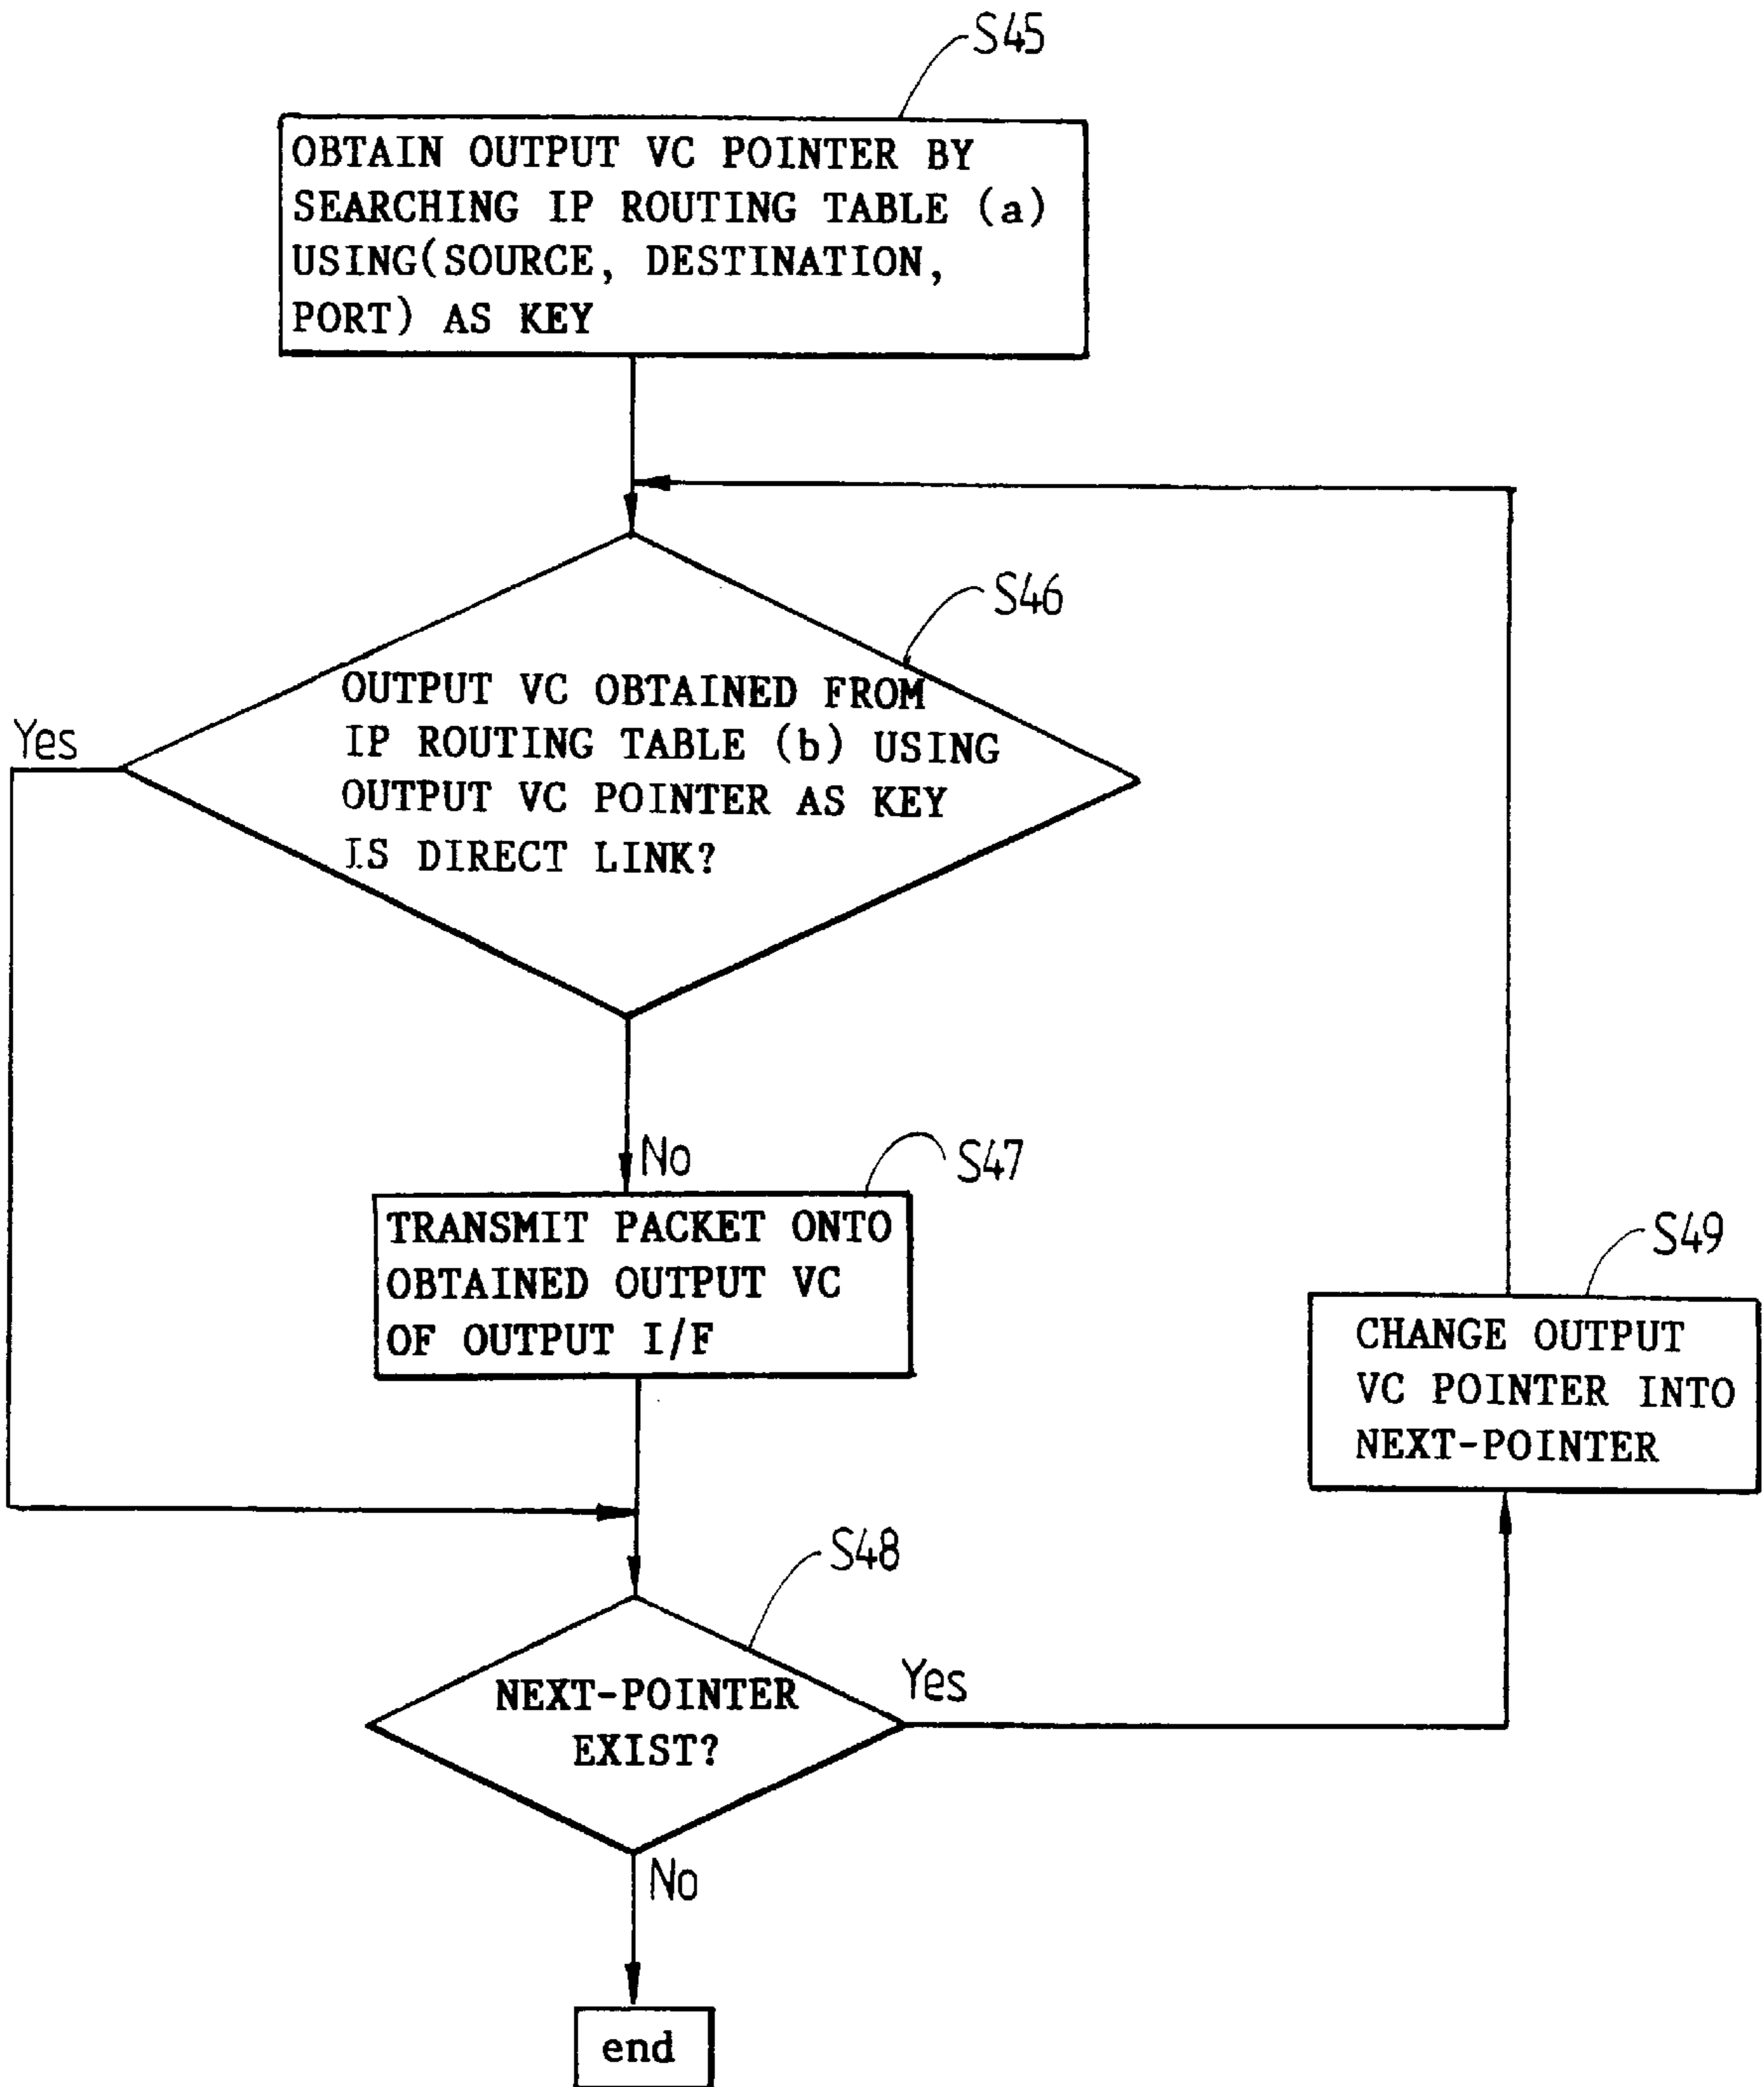 S45
OBTAIN OUTPUT VC POINTER BY
SEARCHING IP ROUTING TABLE (a)
USING(SOURCE, DESTINATION,
PORT) AS KEY
S46
OUTPUT VC OBTAINED FROM
IP ROUTING TABLE (b) USING
OUTPUT VC POINTER AS KEY
IS DIRECT LINK?
Yes
No
S47
TRANSMIT PACKET ONTO
OBTAINED OUTPUT VC
OF OUTPUT I/F
S49
CHANGE OUTPUT
VC POINTER INTO
NEXT-POINTER
S48
NEXT-POINTER
EXIST?
Yes
No
end